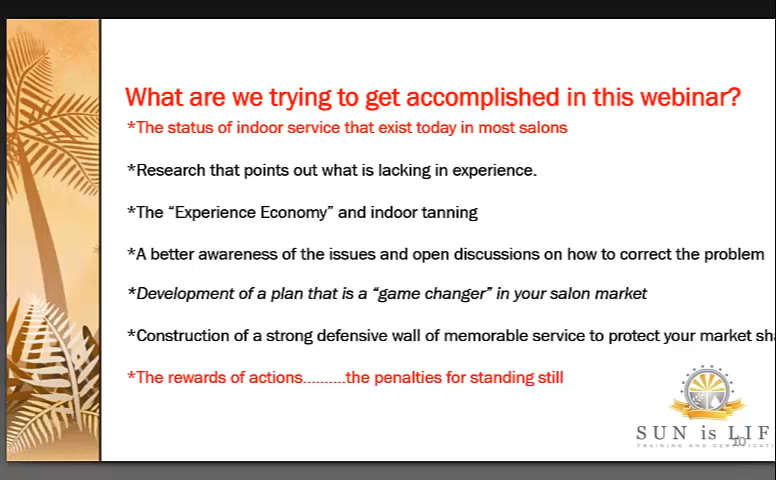 What are we trying to get accomplished in this webinar?
*The status of indoor service that exist today in most salons
*Research that points out what is lacking in experience.
*The “Experience Economy” and indoor tanning
*A better awareness of the issues and open discussions on how to correct the problem
*Development of a plan that is a “game changer” in your salon market
*Construction of a strong defensive wall of memorable service to protect your market sha
*The rewards of actions.........the penalties for standing still
SUN is LIF
TRAINING AND CERTIFICATI
10